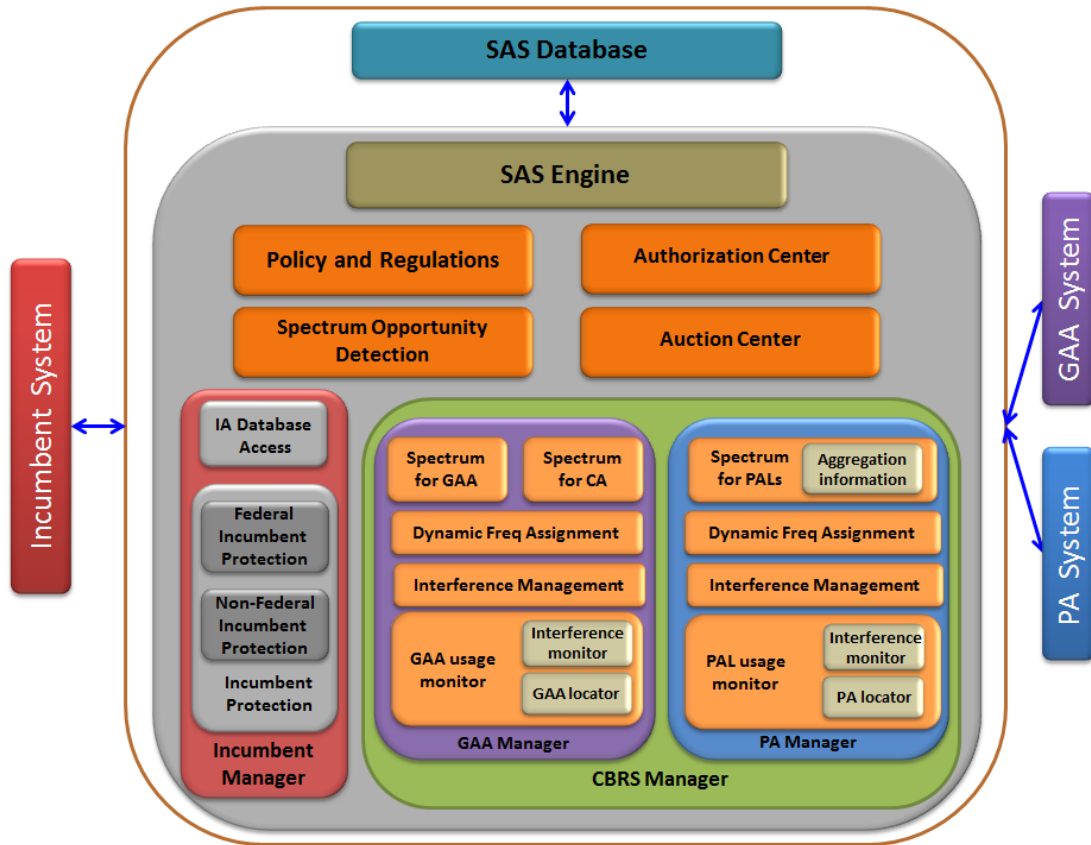 SAS Database
SAS Engine
Policy and Regulations
Authorization Center
Spectrum Opportunity
Detection
Auction Center
Incumbent System
GAA System
PA System
IA Database
Access
Federal
Incumbent
Protection
Non-Federal
Incumbent
Protection
Incumbent
Protection
Incumbent
Manager
Spectrum
for GAA
Spectrum
for CA
Dynamic Freq Assignment
Interference Management
GAA usage
monitor
Interference
monitor
GAA locator
GAA Manager
Spectrum
for PALs
Aggregation
information
Dynamic Freq Assignment
Interference Management
PAL usage
monitor
Interference
monitor
PA locator
PA Manager
CBRS Manager